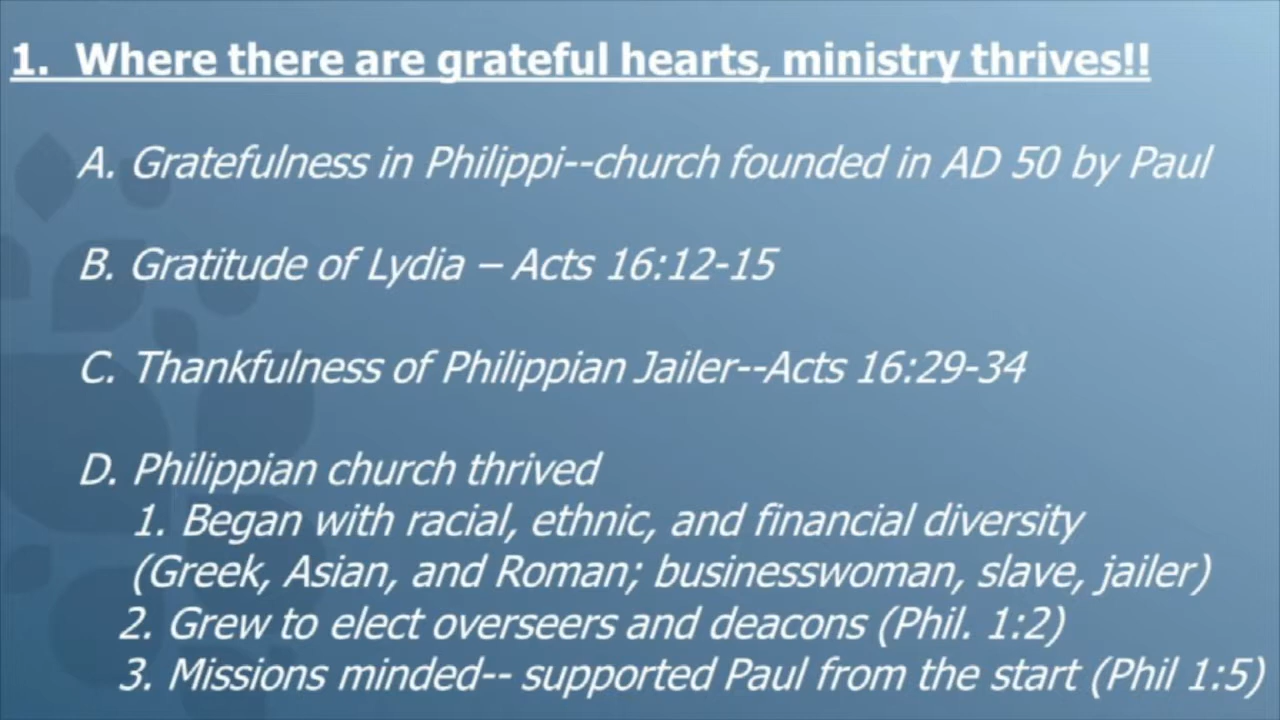 1. Where there are grateful hearts, ministry thrives!!
A. Gratefulness in Philippi--church founded in AD 50 by Paul
B. Gratitude of Lydia – Acts 16:12-15
C. Thankfulness of Philippian Jailer--Acts 16:29-34
D. Philippian church thrived
1. Began with racial, ethnic, and financial diversity
(Greek, Asian, and Roman; businesswoman, slave, jailer)
2. Grew to elect overseers and deacons (Phil. 1:2)
3. Missions minded-- supported Paul from the start (Phil 1:5)